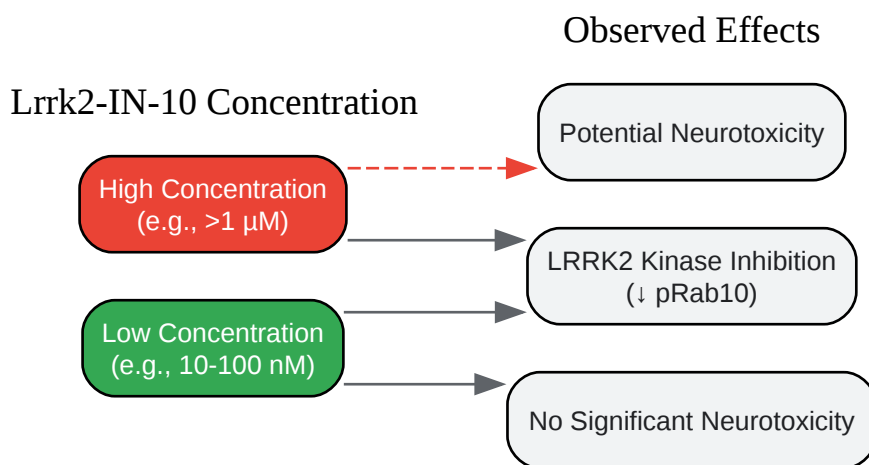 Observed Effects
Lrrk2-IN-10 Concentration
Potential Neurotoxicity
High Concentration
(e.g., >1 µM)
LRRK2 Kinase Inhibition
(↓ pRab10)
Low Concentration
(e.g., 10-100 nM)
No Significant Neurotoxicity